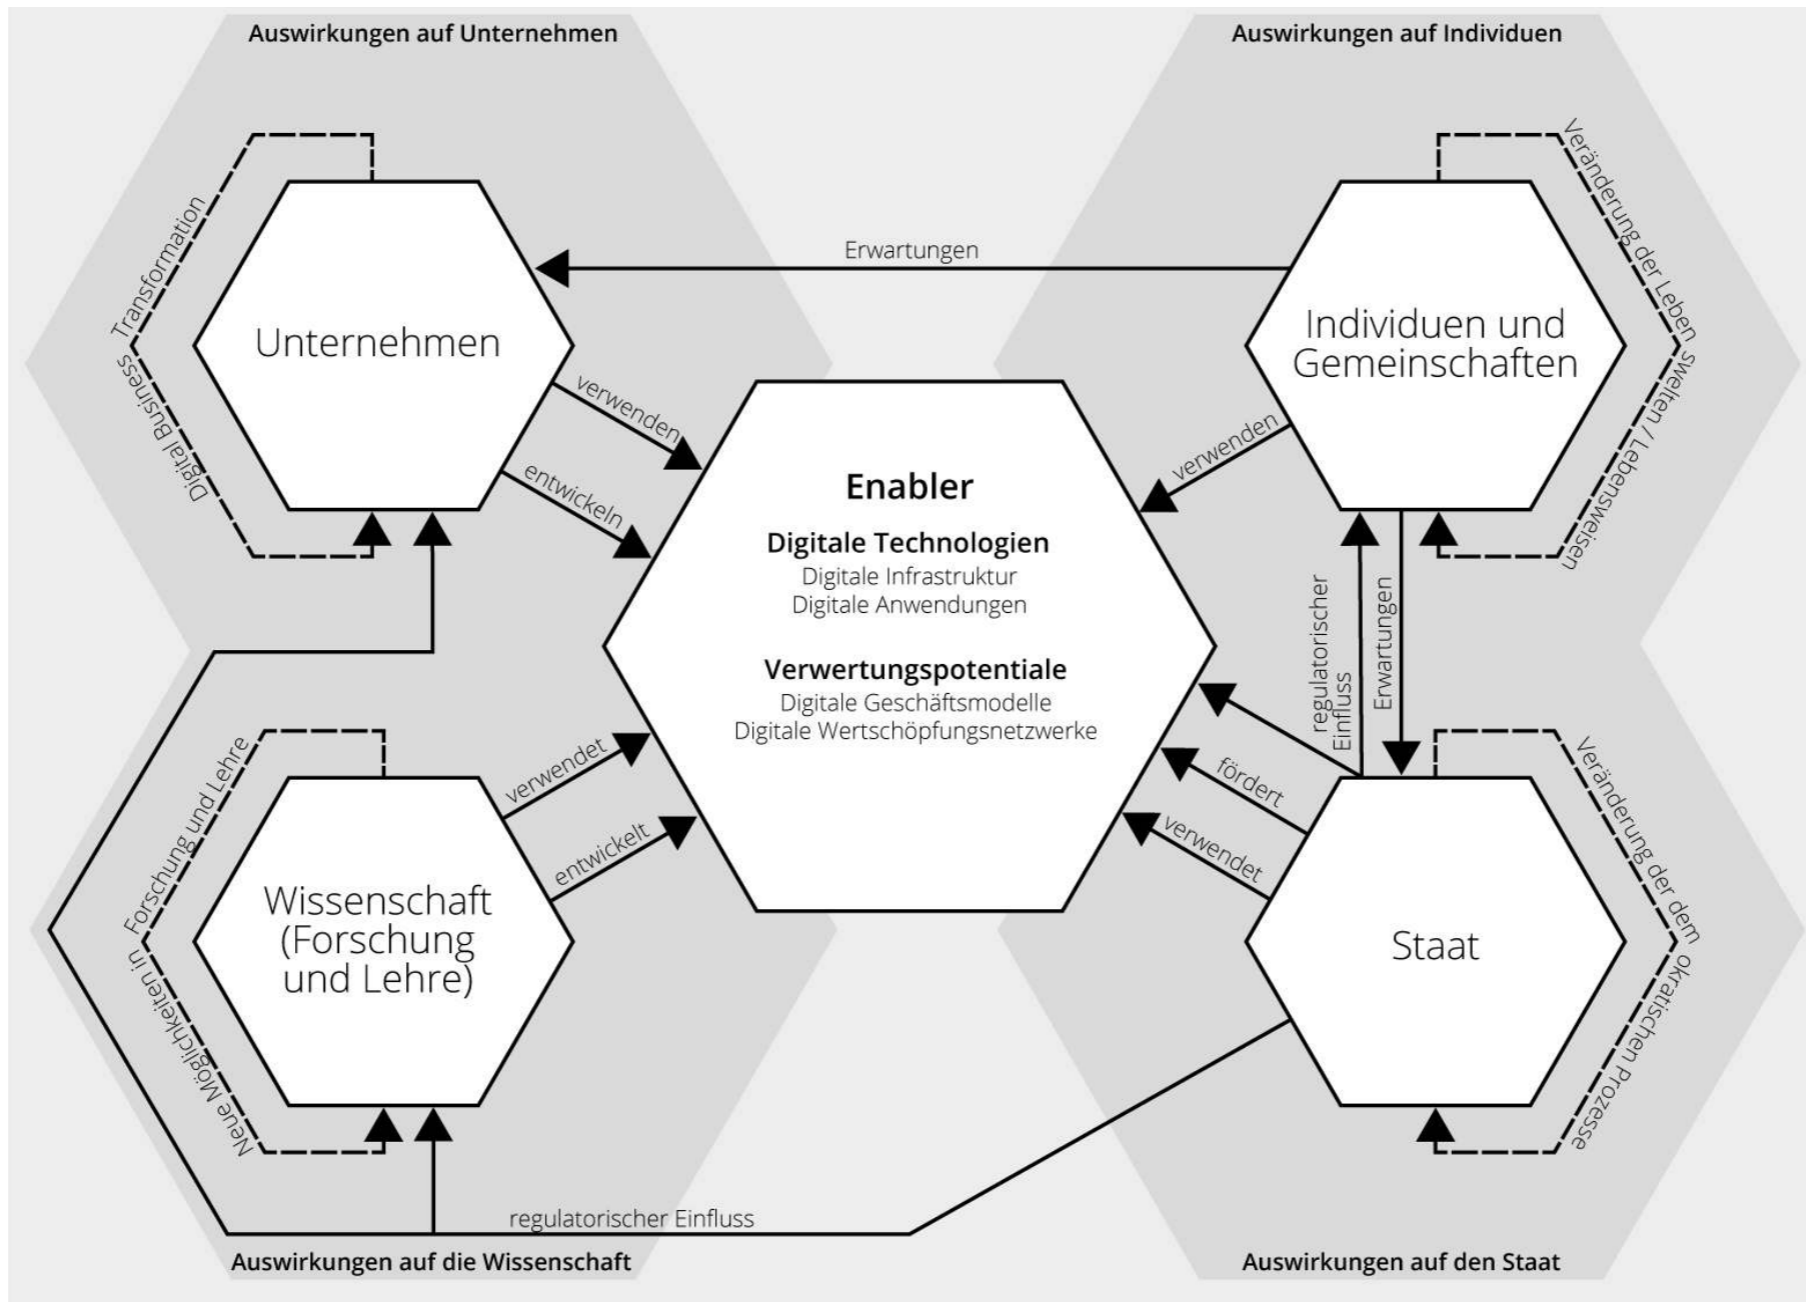 Auswirkungen auf Unternehmen
Auswirkungen auf Individuen
Digital Business Transformation
Veränderung der Leben swelten / Lebensweisen
Erwartungen
Unternehmen
Individuen und
Gemeinschaften
verwenden
entwickeln
verwenden
Enabler
Digitale Technologien
Digitale Infrastruktur
Digitale Anwendungen
Verwertungspotentiale
Digitale Geschäftsmodelle
Digitale Wertschöpfungsnetzwerke
regulatorischer
Einfluss
Erwartungen
Neue Möglichkeiten in Forschung und Lehre
verwendet
entwickelt
fördert
verwendet
Veränderung der dem okratischen Prozesse
Wissenschaft
(Forschung
und Lehre)
Staat
regulatorischer Einfluss
Auswirkungen auf die Wissenschaft
Auswirkungen auf den Staat